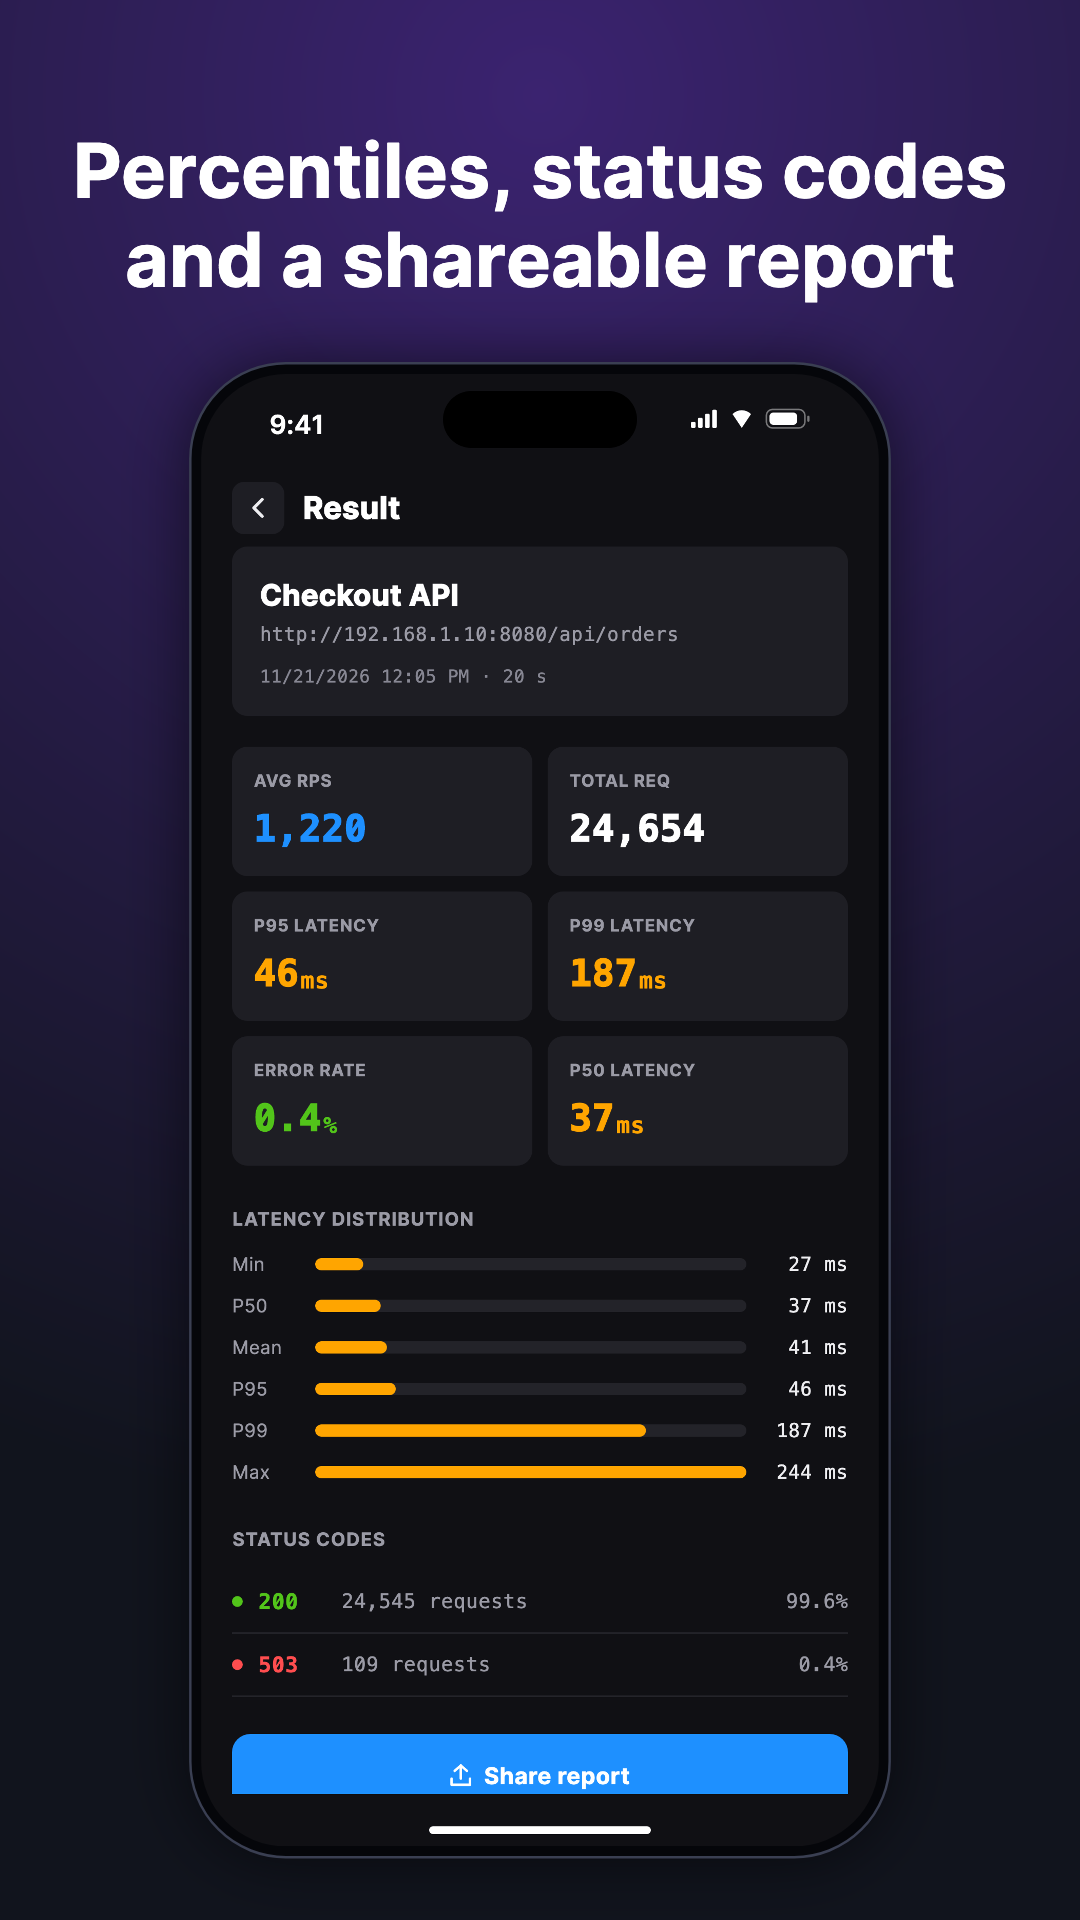 Percentiles, status codes
and a shareable report
9:41
Result
Checkout API
http://192.168.1.10:8080/api/orders
11/21/2026 12:05 PM · 20 s
AVG RPS
1,220
TOTAL REQ
24,654
P95 LATENCY
46ms
P99 LATENCY
187ms
ERROR RATE
0.4%
P50 LATENCY
37ms
LATENCY DISTRIBUTION
Min 27 ms
P50 37 ms
Mean 41 ms
P95 46 ms
P99 187 ms
Max 244 ms
STATUS CODES
200 24,545 requests 99.6%
503 109 requests 0.4%
Share report